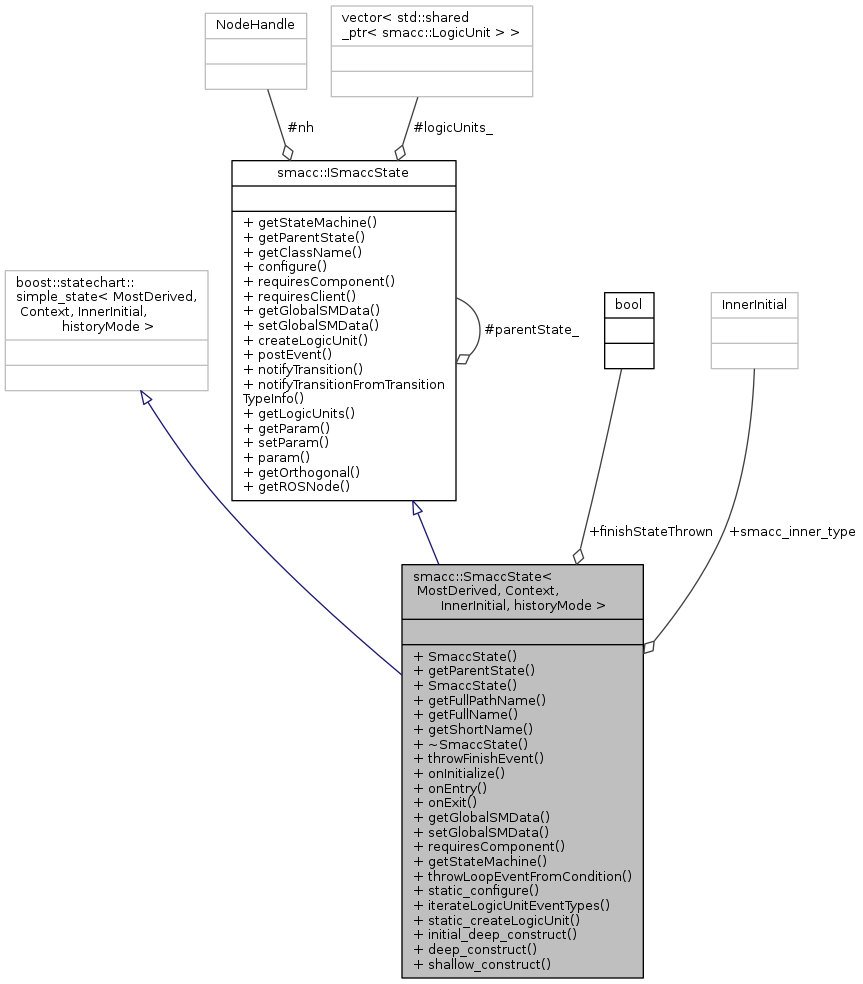 NodeHandle
vector< std::shared
_ptr< smacc::LogicUnit > >
#nh
#logicUnits_
smacc::ISmaccState
+ getStateMachine()
+ getParentState()
+ getClassName()
+ configure()
+ requiresComponent()
+ requiresClient()
+ getGlobalSMData()
+ setGlobalSMData()
+ createLogicUnit()
+ postEvent()
+ notifyTransition()
+ notifyTransitionFromTransition
TypeInfo()
+ getLogicUnits()
+ getParam()
+ setParam()
+ param()
+ getOrthogonal()
+ getROSNode()
#parentState_
boost::statechart::
simple_state< MostDerived,
Context, InnerInitial,
historyMode >
bool
InnerInitial
+finishStateThrown
+smacc_inner_type
smacc::SmaccState<
MostDerived, Context,
InnerInitial, historyMode >
+ SmaccState()
+ getParentState()
+ SmaccState()
+ getFullPathName()
+ getFullName()
+ getShortName()
+ ~SmaccState()
+ throwFinishEvent()
+ onInitialize()
+ onEntry()
+ onExit()
+ getGlobalSMData()
+ setGlobalSMData()
+ requiresComponent()
+ getStateMachine()
+ throwLoopEventFromCondition()
+ static_configure()
+ iterateLogicUnitEventTypes()
+ static_createLogicUnit()
+ initial_deep_construct()
+ deep_construct()
+ shallow_construct()